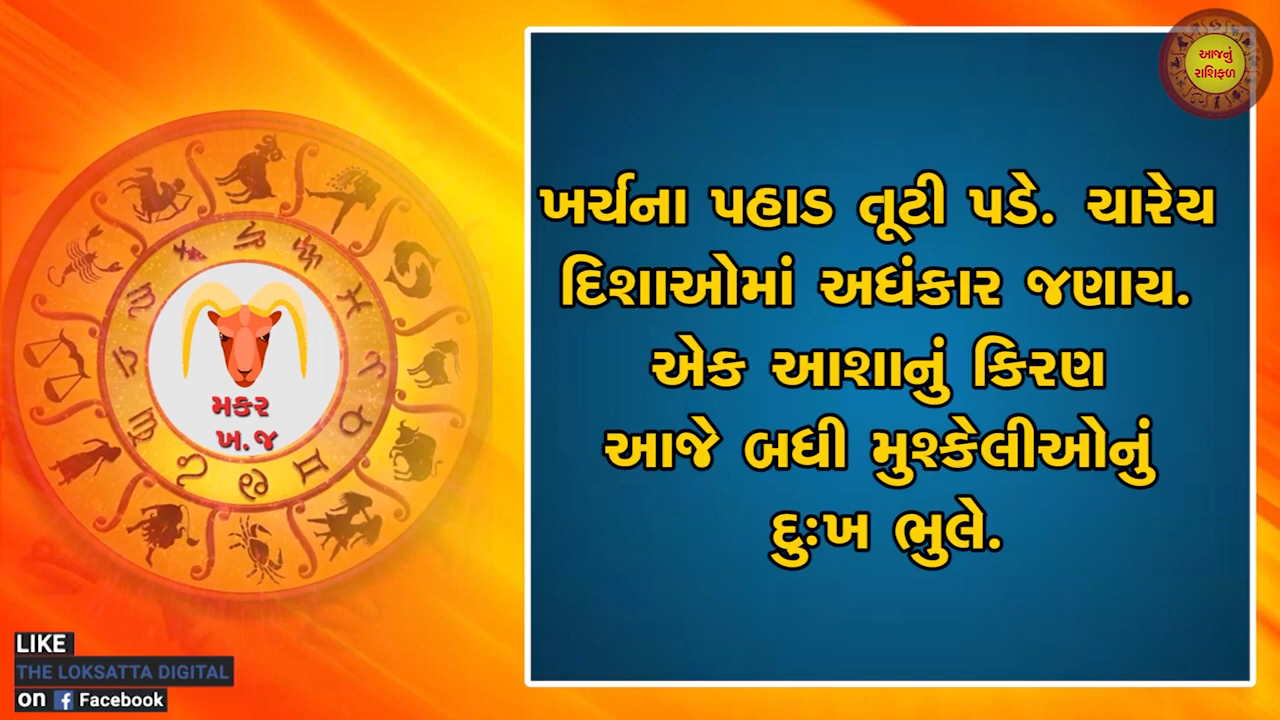 આજનું
રાશિફળ
ખર્ચના પહાડ તૂટી પડે. ચારેય
દિશાઓમાં અધંકાર જણાય.
એક આશાનું કિરણ
આજે બધી મુશ્કેલીઓનું
દુઃખ ભુલે.
મકર
ખ.જ
LIKE
THE LOKSATTA DIGITAL
on f Facebook